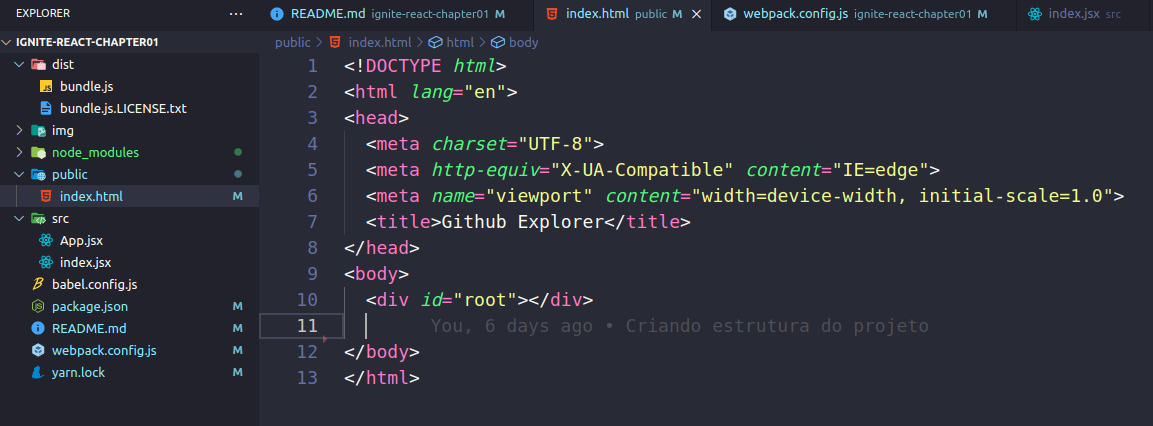 EXPLORER ...
README.md ignite-react-chapter01 M
index.html public M
webpack.config.js ignite-react-chapter01 M
index.jsx src
IGNITE-REACT-CHAPTER01
dist
bundle.js
bundle.js.LICENSE.txt
img
node_modules
public
index.html M
src
App.jsx
index.jsx
babel.config.js
package.json M
README.md M
webpack.config.js M
yarn.lock M
public > index.html > html > body
1 <!DOCTYPE html>
2 <html lang="en">
3 <head>
4 <meta charset="UTF-8">
5 <meta http-equiv="X-UA-Compatible" content="IE=edge">
6 <meta name="viewport" content="width=device-width, initial-scale=1.0">
7 <title>Github Explorer</title>
8 </head>
9 <body>
10 <div id="root"></div>
11 You, 6 days ago • Criando estrutura do projeto
12 </body>
13 </html>